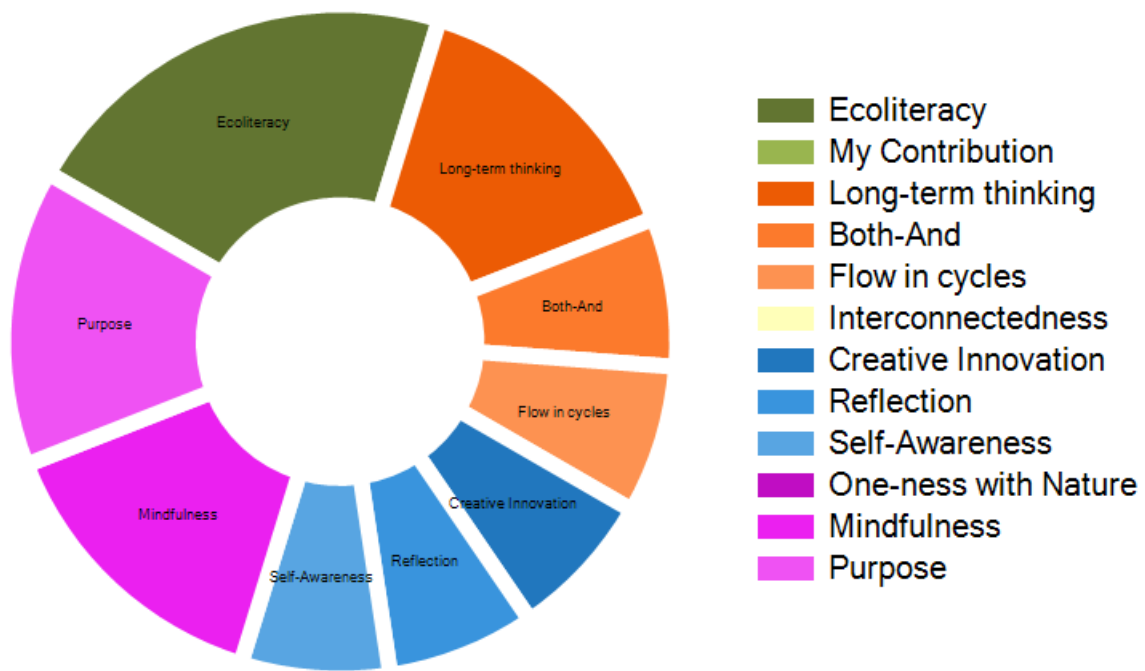 Ecoliteracy
Long-term thinking
Both-And
Purpose
Flow in cycles
Creative Innovation
Mindfulness
Reflection
Self-Awareness
Ecoliteracy
My Contribution
Long-term thinking
Both-And
Flow in cycles
Interconnectedness
Creative Innovation
Reflection
Self-Awareness
One-ness with Nature
Mindfulness
Purpose